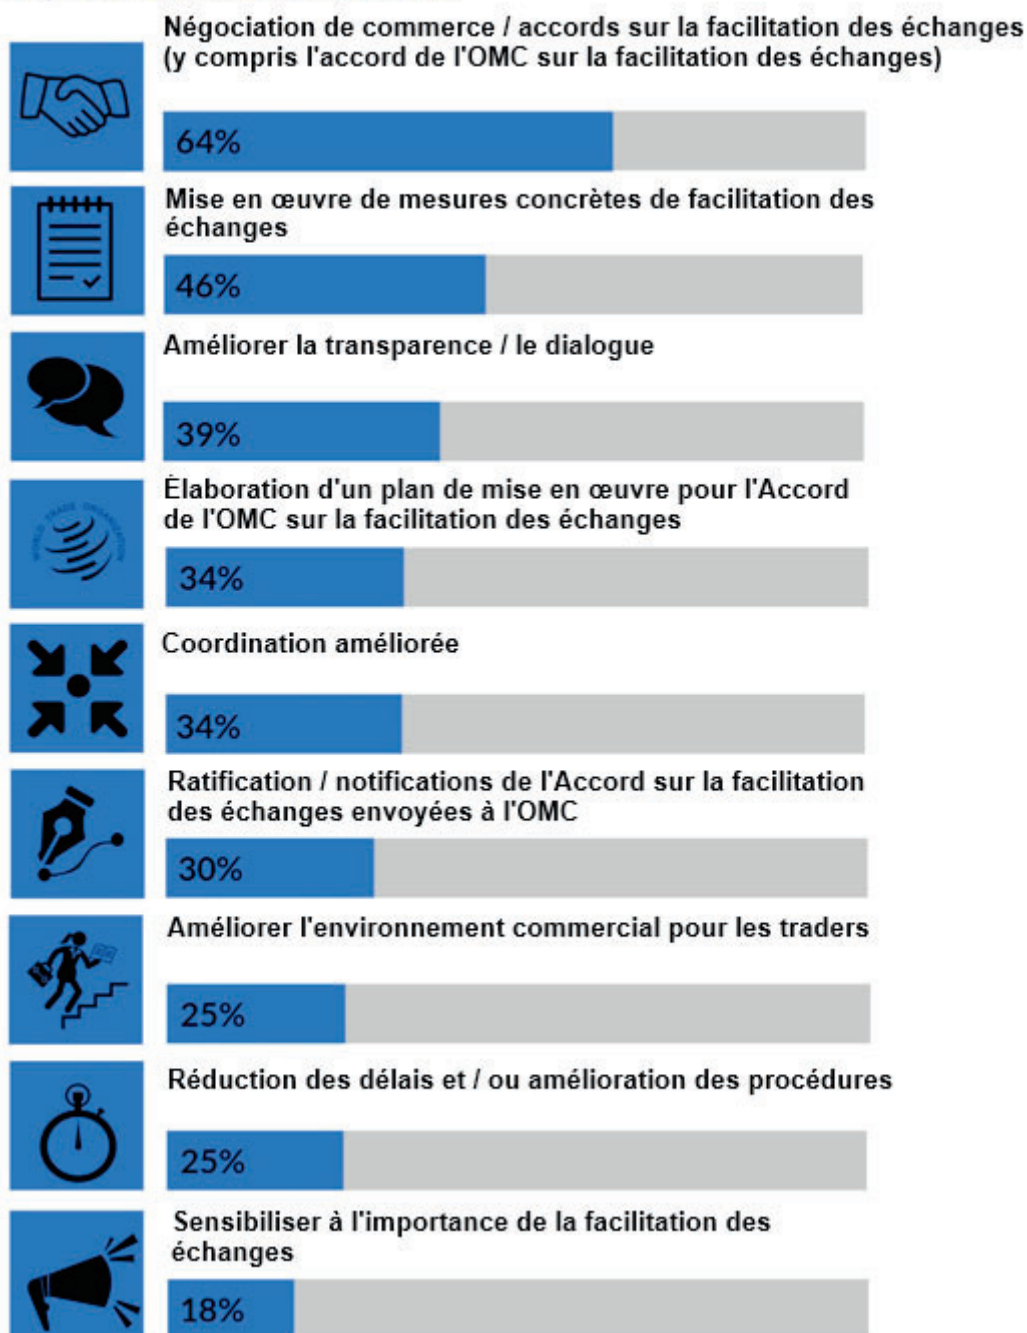 Négociation de commerce / accords sur la facilitation des échanges
(y compris l'accord de l'OMC sur la facilitation des échanges)
64%
Mise en œuvre de mesures concrètes de facilitation des
échanges
46%
Améliorer la transparence / le dialogue
39%
Élaboration d'un plan de mise en œuvre pour l'Accord
de l'OMC sur la facilitation des échanges
WORLD TRADE ORGANIZATION
34%
Coordination améliorée
34%
Ratification / notifications de l'Accord sur la facilitation
des échanges envoyées à l'OMC
30%
Améliorer l'environnement commercial pour les traders
25%
Réduction des délais et / ou amélioration des procédures
25%
Sensibiliser à l'importance de la facilitation des
échanges
18%